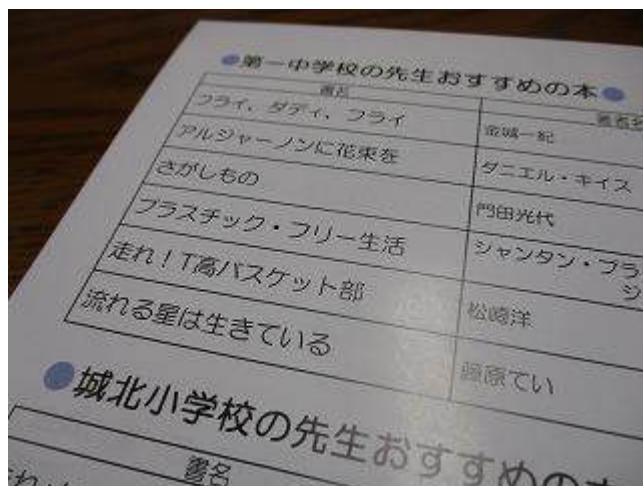 ●第一中学校の先生おすすめの本●
書名 著者名
フライ、ダディ、フライ 金城一紀
アルジャーノンに花束を ダニエル・キイス
さがしもの 門田光代
プラスチック・フリー生活 シャンタン・プラ
シ
走れ!T高バスケット部 松崎洋
流れる星は生きている 藤原てい
●城北小学校の先生おすすめの本
書名